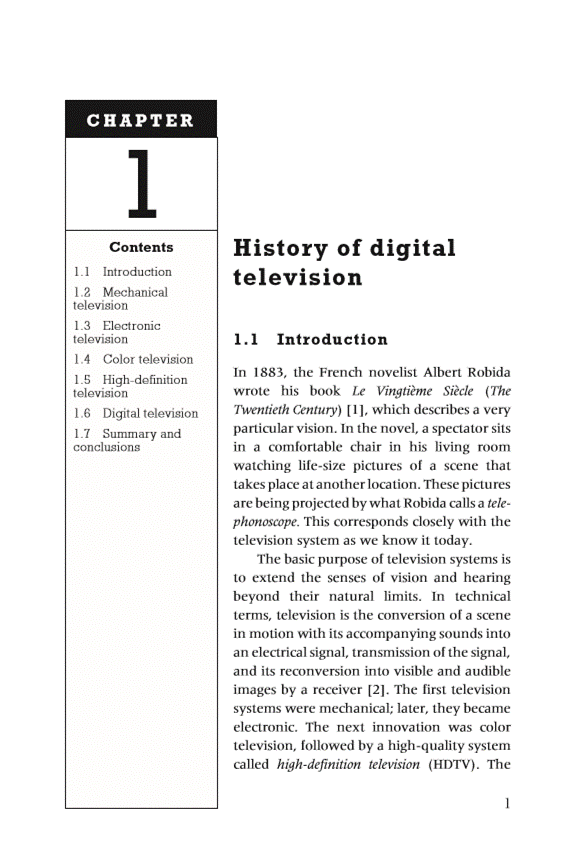 CHAPTER
1
Contents
1.1 Introduction
1.2 Mechanical
television
1.3 Electronic
television
1.4 Color television
1.5 High-definition
television
1.6 Digital television
1.7 Summary and
conclusions
History of digital
television
1.1 Introduction
In 1883, the French novelist Albert Robida
wrote his book Le Vingtième Siècle (The
Twentieth Century) [1], which describes a very
particular vision. In the novel, a spectator sits
in a comfortable chair in his living room
watching life-size pictures of a scene that
takes place at another location. These pictures
are being projected by what Robida calls a tele-
phonoscope. This corresponds closely with the
television system as we know it today.
The basic purpose of television systems is
to extend the senses of vision and hearing
beyond their natural limits. In technical
terms, television is the conversion of a scene
in motion with its accompanying sounds into
an electrical signal, transmission of the signal,
and its reconversion into visible and audible
images by a receiver [2]. The first television
systems were mechanical; later, they became
electronic. The next innovation was color
television, followed by a high-quality system
called high-definition television (HDTV). The
1